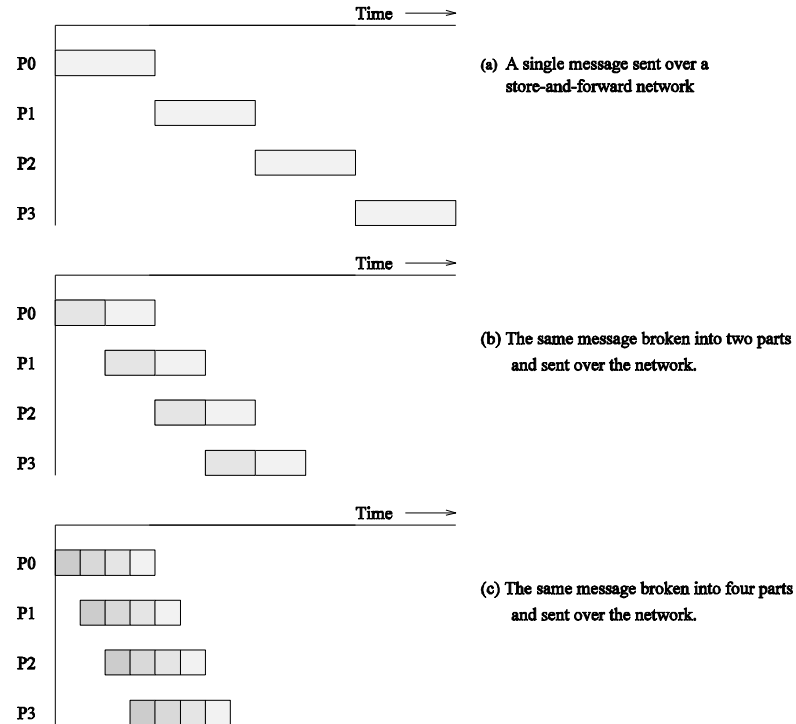 Time
P0
(a) A single message sent over a
store-and-forward network
P1
P2
P3
Time
P0
(b) The same message broken into two parts
and sent over the network.
P1
P2
P3
Time
P0
(c) The same message broken into four parts
and sent over the network.
P1
P2
P3